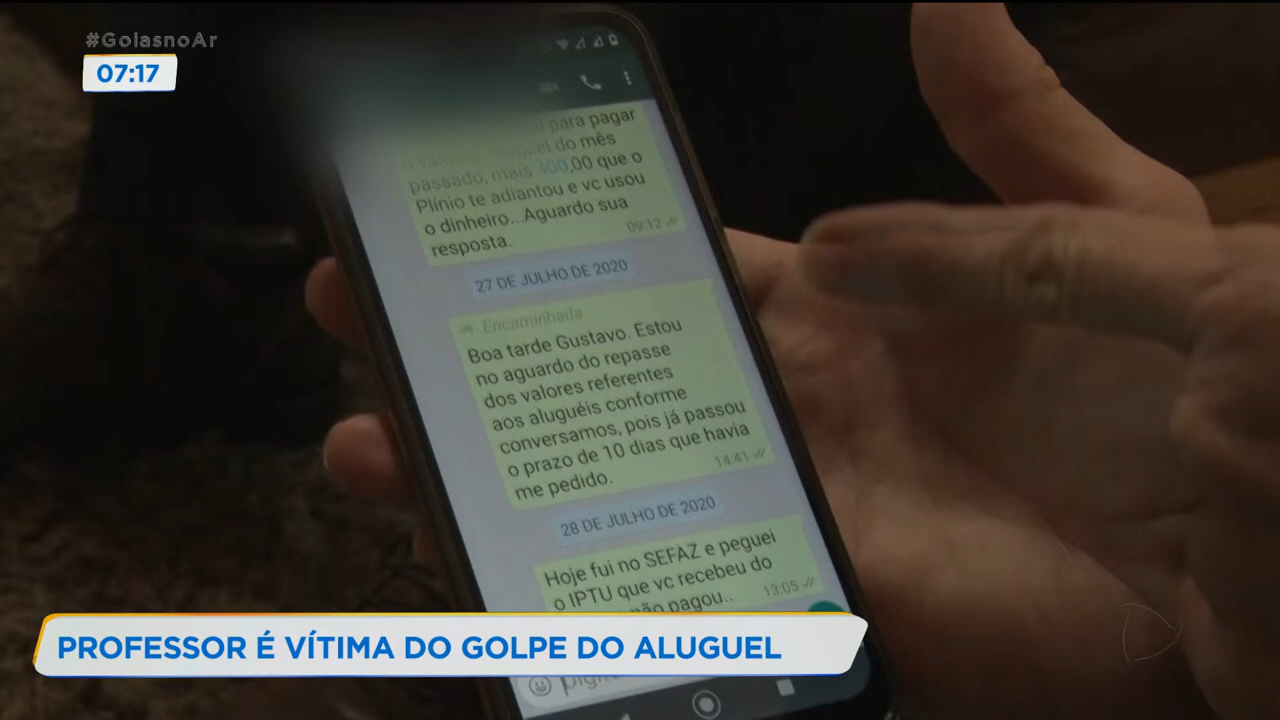 #GoiasnoAr
07:17
para pagar
do mês
passado, mais 400,00 que o
Plínio te adiantou e vc usou
o dinheiro...Aguardo sua
resposta.
09:12
27 DE JULHO DE 2020
Encaminhada
Boa tarde Gustavo. Estou
no aguardo do repasse
dos valores referentes
aos aluguéis conforme
conversamos, pois já passou
o prazo de 10 dias que havia
me pedido.
14:41
28 DE JULHO DE 2020
Hoje fui no SEFAZ e peguei
o IPTU que vc recebeu do
não pagou..
13:05
PROFESSOR É VÍTIMA DO GOLPE DO ALUGUEL